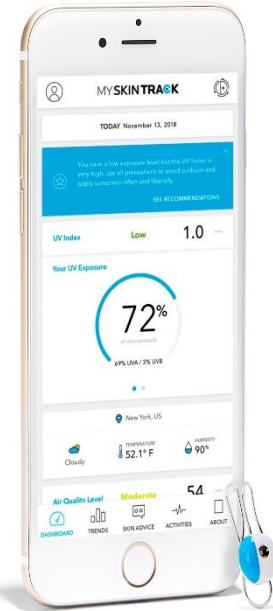 MYSKINTRACK
TODAY November 13, 2018
You have a low exposure level but the UV Index is
very high, use all precautions to avoid sunburn and
apply sunscreen often and liberally.
SEE RECOMMENDATIONS
UV Index Low 1.0
Your UV Exposure
72%
of max sunstock
69% UVA / 3% UVB
New York, US
Cloudy
TEMPERATURE
52.1° F
HUMIDITY
90%
Air Quality Level Moderate 54
DASHBOARD
TRENDS
SKIN ADVICE
ACTIVITIES
ABOUT